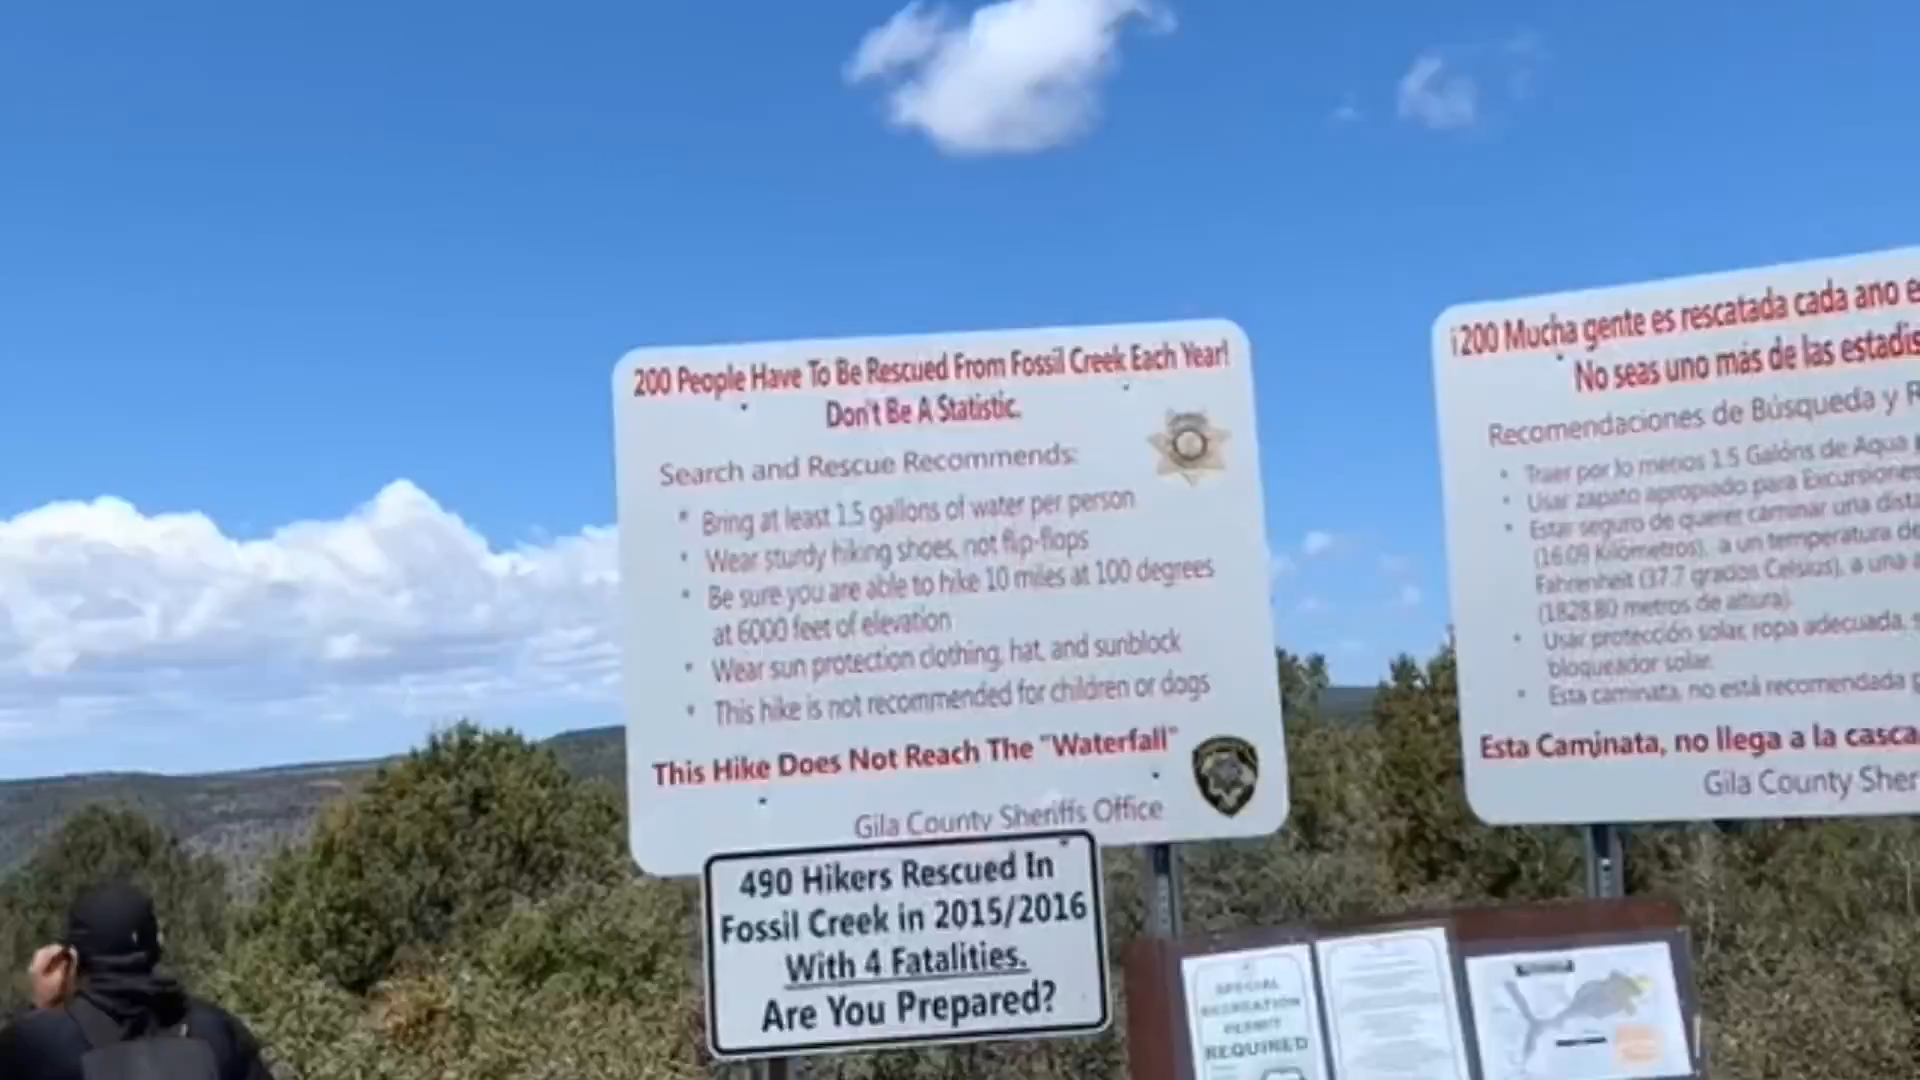 200 People Have To Be Rescued From Fossil Creek Each Year!
Don't Be A Statistic.
Search and Rescue Recommends:
* Bring at least 1.5 gallons of water per person
• Wear sturdy hiking shoes, not flip-flops
• Be sure you are able to hike 10 miles at 100 degrees
at 6000 feet of elevation
• Wear sun protection clothing, hat, and sunblock
• This hike is not recommended for children or dogs
This Hike Does Not Reach The "Waterfall"
Gila County Sheriffs Office
490 Hikers Rescued In
Fossil Creek in 2015/2016
With 4 Fatalities.
Are You Prepared?
¡200 Mucha gente es rescatada cada ano
No seas uno mas de las
Recomendaciones de Búsqueda y
• Traer por lo menos 1.5 Galóns de Aqua
• Usar zapato apropiado para
• Estar seguro de querer caminar una
(16.09 Kilometros), a un temperatura
Fahrenheit (37.7 grados Celsius), a una
(1828.80 metros de altura).
• Usar protección solar, ropa adecuada,
bloqueador solar.
• Esta caminata, no está recomendada
Esta Caminata, no llega a la
Gila County
SPECIAL
RECREATION
PERMIT
REQUIRED